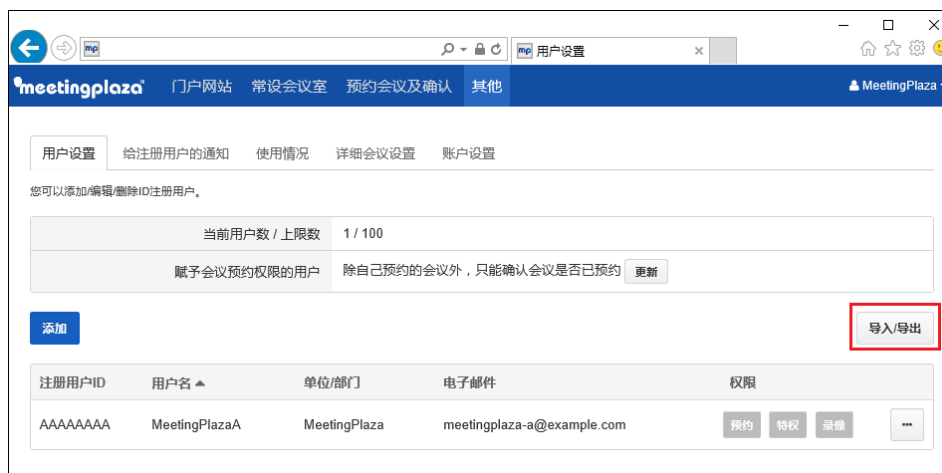 mp
mp 用户设置
meetingplaza 门户网站 常设会议室 预约会议及确认 其他 MeetingPlaza
用户设置 给注册用户的通知 使用情况 详细会议设置 账户设置
您可以添加/编辑/删除ID注册用户。
当前用户数 / 上限数 1 / 100
赋予会议预约权限的用户 除自己预约的会议外，只能确认会议是否已预约 更新
添加 导入/导出
注册用户ID 用户名 单位/部门 电子邮件 权限
AAAAAAAA MeetingPlazaA MeetingPlaza meetingplaza-a@example.com 预约 特权 录像 ...